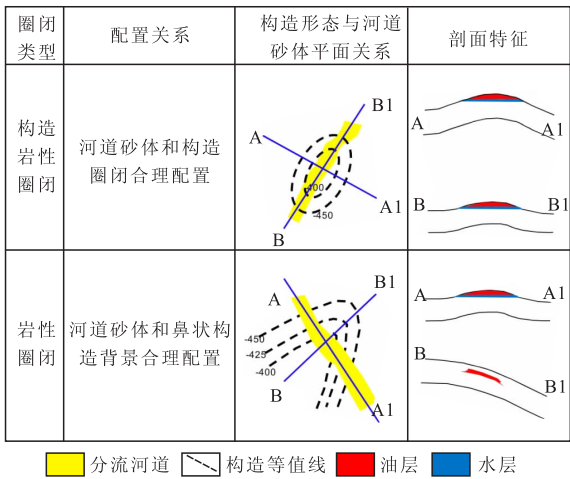 圈闭
类型
配置关系
构造形态与河道
砂体平面关系
剖面特征
构造
岩性
圈闭
河道砂体和构造
圈闭合理配置
A
B1
-400
-450
A1
B
A
A1
B
B1
岩性
圈闭
河道砂体和鼻状构
造背景合理配置
A
B1
-450
-425
-400
B
A1
A
A1
B
B1
分流河道
构造等值线
油层
水层